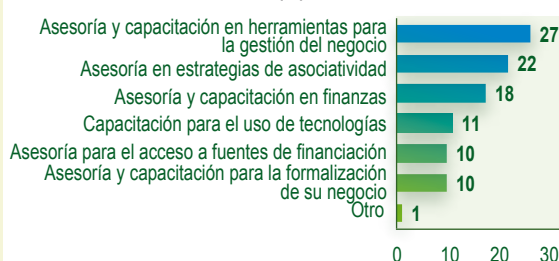 Asesoría y capacitación en herramientas para
la gestión del negocio 27
Asesoría en estrategias de asociatividad 22
Asesoría y capacitación en finanzas 18
Capacitación para el uso de tecnologías 11
Asesoría para el acceso a fuentes de financiación 10
Asesoría y capacitación para la formalización
de su negocio 10
Otro 1
0 10 20 30